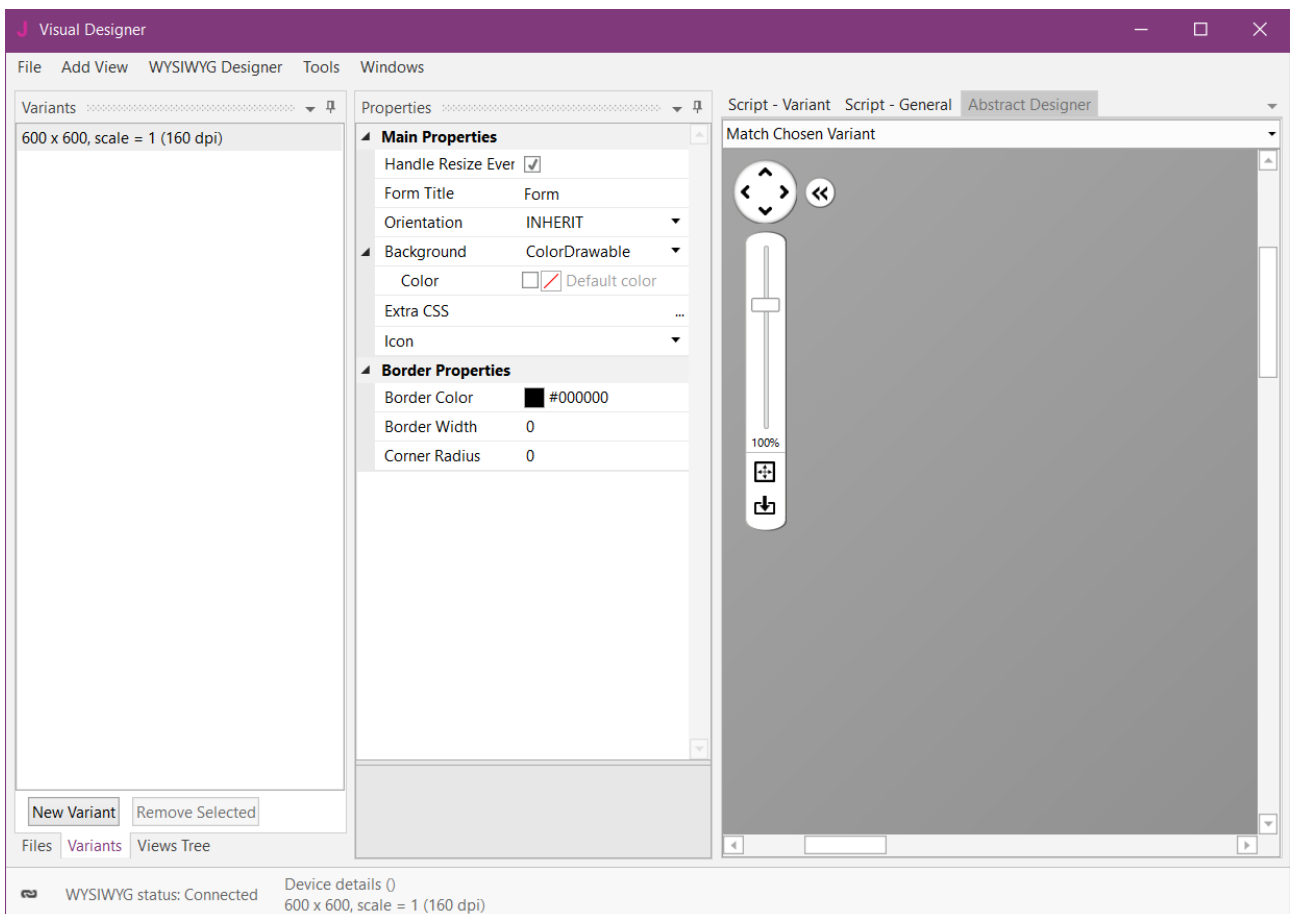 J Visual Designer
File Add View WYSIWYG Designer Tools Windows
Variants
600 x 600, scale = 1 (160 dpi)
New Variant Remove Selected
Files Variants Views Tree
Properties
Main Properties
Handle Resize Ever
Form Title Form
Orientation INHERIT
Background ColorDrawable
Color Default color
Extra CSS ...
Icon
Border Properties
Border Color #000000
Border Width 0
Corner Radius 0
Script - Variant Script - General Abstract Designer
Match Chosen Variant
100%
WYSIWYG status: Connected
Device details ()
600 x 600, scale = 1 (160 dpi)